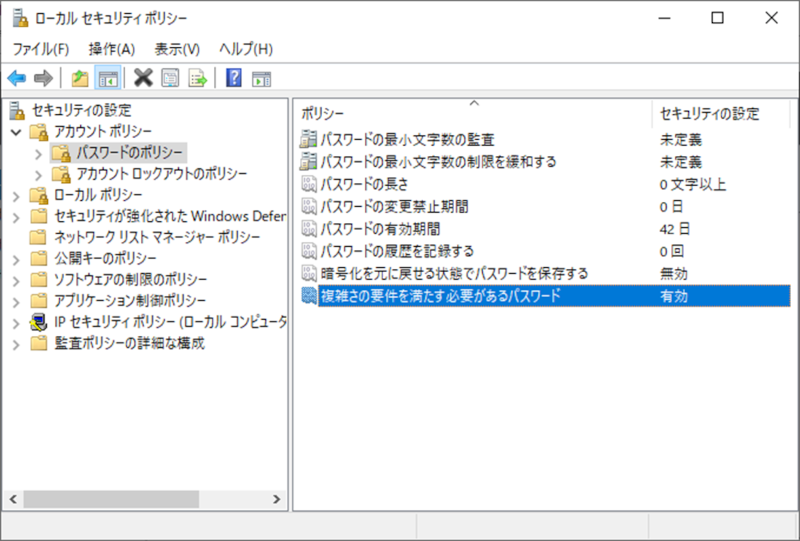 ローカル セキュリティ ポリシー
ファイル(F) 操作(A) 表示(V) ヘルプ(H)
セキュリティの設定
アカウント ポリシー
パスワードのポリシー
アカウント ロックアウトのポリシー
ローカル ポリシー
セキュリティが強化された Windows Defen
ネットワーク リスト マネージャー ポリシー
公開キーのポリシー
ソフトウェアの制限のポリシー
アプリケーション制御ポリシー
IP セキュリティ ポリシー (ローカル コンピュータ
監査ポリシーの詳細な構成
ポリシー セキュリティの設定
パスワードの最小文字数の監査 未定義
パスワードの最小文字数の制限を緩和する 未定義
パスワードの長さ 0 文字以上
パスワードの変更禁止期間 0 日
パスワードの有効期間 42 日
パスワードの履歴を記録する 0 回
暗号化を元に戻せる状態でパスワードを保存する 無効
複雑さの要件を満たす必要があるパスワード 有効